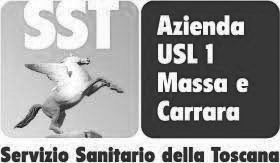 SST
Azienda
USL 1
Massa e
Carrara
Servizio Sanitario della Toscana